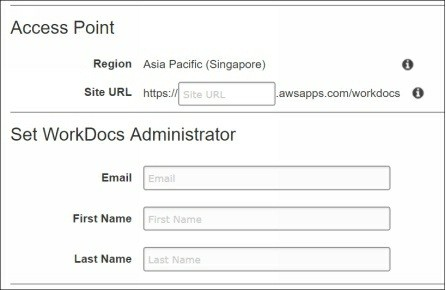 Access Point
Region Asia Pacific (Singapore)
Site URL https:// Site URL .awsapps.com/workdocs
Set WorkDocs Administrator
Email Email
First Name First Name
Last Name Last Name